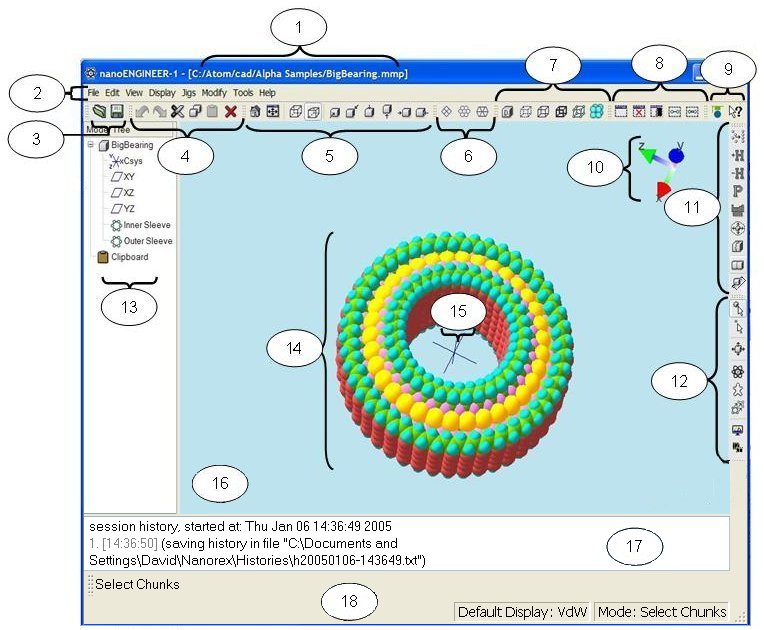 1
nanoENGINEER-1 - [C:/Atom/cad/Alpha Samples/BigBearing.mmp]
2
File Edit View Display Jigs Modify Tools Help
7
8
9
3
4
5
6
Model Tree
BigBearing
xCsys
XY
XZ
YZ
Inner Sleeve
Outer Sleeve
Clipboard
13
10
z
y
x
11
H
H
P
14
15
12
16
session history, started at: Thu Jan 06 14:36:49 2005
1. [14:36:50] (saving history in file "C:\Documents and
Settings\David\Nanorex\Histories\h20050106-143649.txt")
17
Select Chunks
18
Default Display: VdW
Mode: Select Chunks